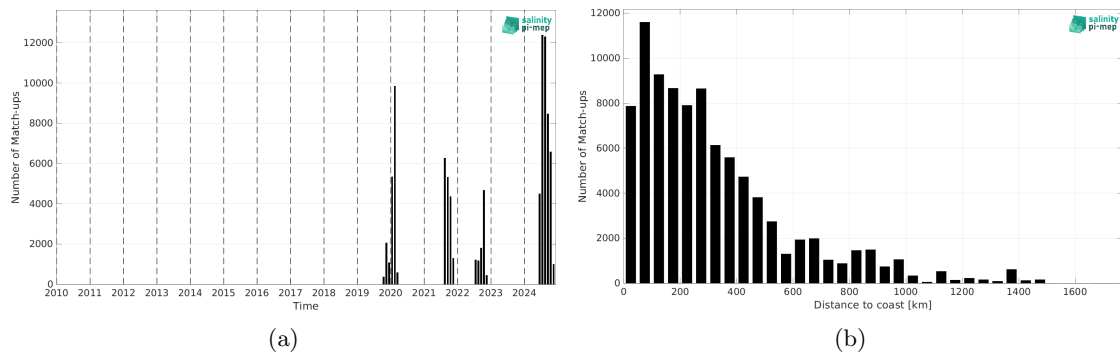 salinity
pi-mep
12000
10000
8000
6000
4000
2000
0
Number of Match-ups
2010 2011 2012 2013 2014 2015 2016 2017 2018 2019 2020 2021 2022 2023 2024
Time
(a)
salinity
pi-mep
12000
10000
8000
6000
4000
2000
0
Number of Match-ups
0 200 400 600 800 1000 1200 1400 1600
Distance to coast [km]
(b)